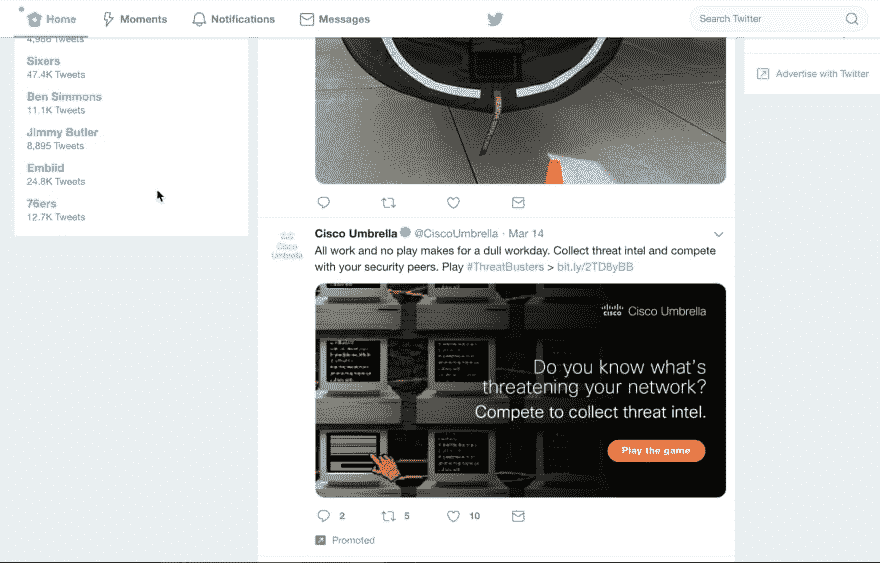 Home
Moments
Notifications
Messages
Search Twitter
4,988 Tweets
Sixers
47.4K Tweets
Ben Simmons
11.1K Tweets
Jimmy Butler
8,895 Tweets
Embiid
24.8K Tweets
76ers
12.7K Tweets
Advertise with Twitter
Cisco Umbrella @CiscoUmbrella · Mar 14
Cisco
Umbrella
All work and no play makes for a dull workday. Collect threat intel and compete
with your security peers. Play #ThreatBusters > bit.ly/2TD8yBB
cisco Cisco Umbrella
Do you know what's
threatening your network?
Compete to collect threat intel.
Play the game
2 5 10
Promoted